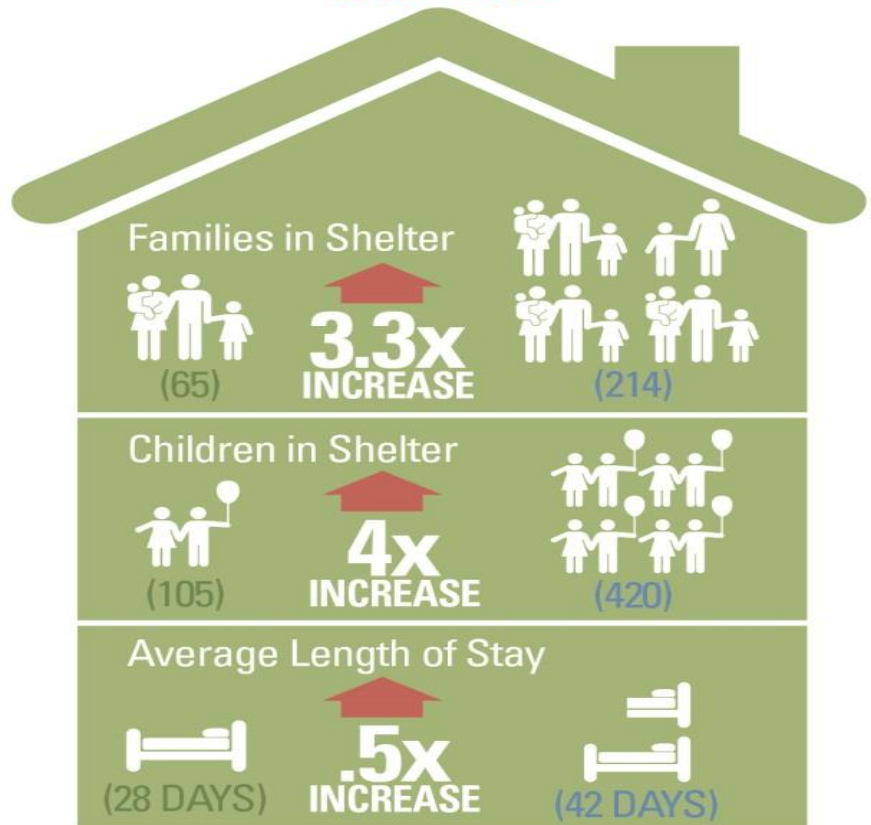 Families in Shelter
(65)
3.3x
INCREASE
(214)
Children in Shelter
(105)
4x
INCREASE
(420)
Average Length of Stay
(28 DAYS)
.5x
INCREASE
(42 DAYS)